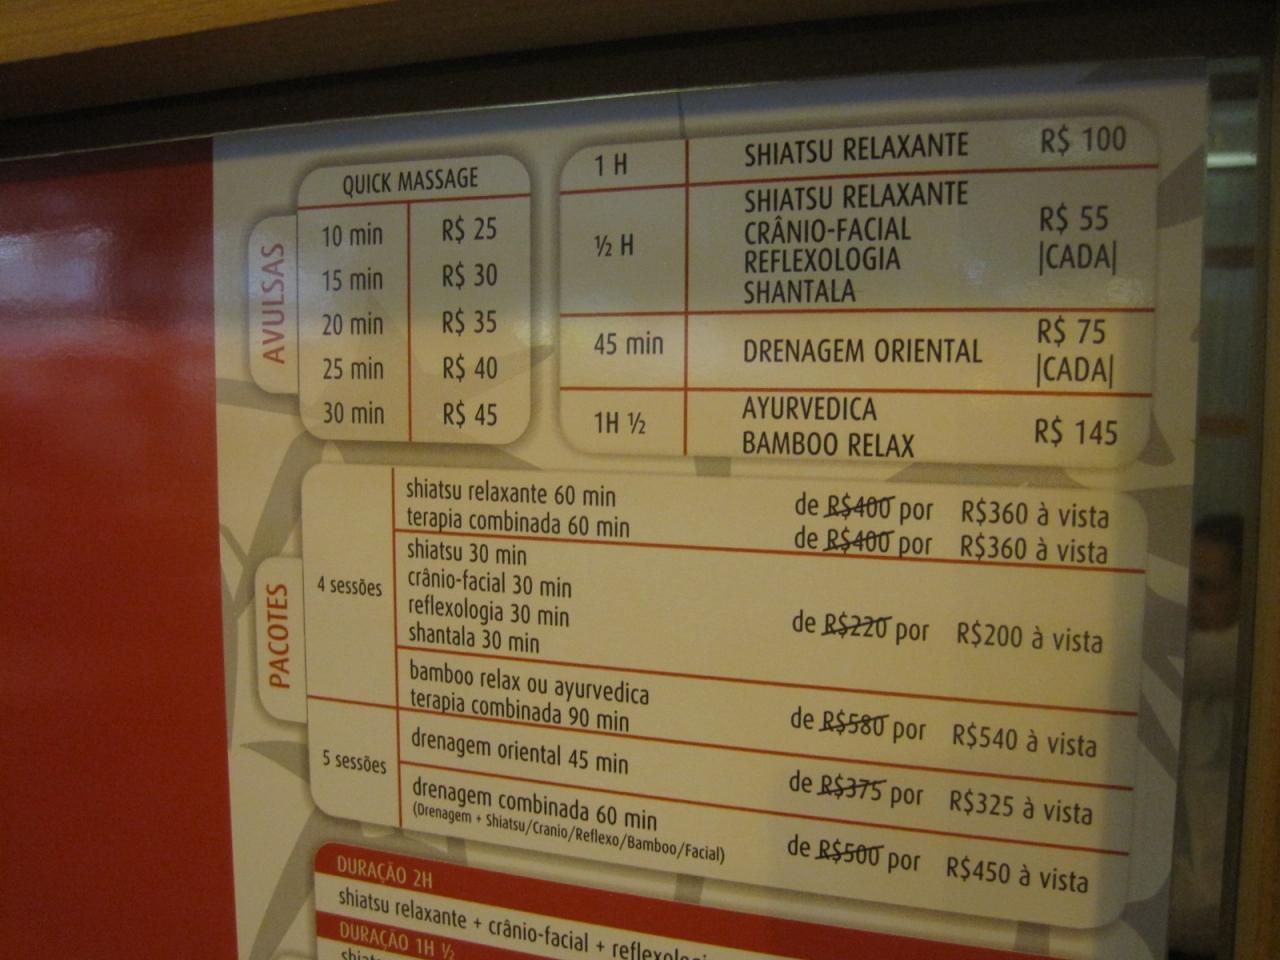 AVULSAS
QUICK MASSAGE
10 min R$ 25
15 min R$ 30
20 min R$ 35
25 min R$ 40
30 min R$ 45
1 H SHIATSU RELAXANTE R$ 100
½ H
SHIATSU RELAXANTE
CRÂNIO-FACIAL
REFLEXOLOGIA
SHANTALA
R$ 55
|CADA|
45 min DRENAGEM ORIENTAL
R$ 75
|CADA|
1H ½
AYURVEDICA
BAMBOO RELAX
R$ 145
PACOTES
4 sessões
shiatsu relaxante 60 min de R$400 por R$360 à vista
terapia combinada 60 min de R$400 por R$360 à vista
shiatsu 30 min
crânio-facial 30 min
reflexologia 30 min
shantala 30 min
de R$220 por R$200 à vista
bamboo relax ou ayurvedica
terapia combinada 90 min
de R$580 por R$540 à vista
5 sessões
drenagem oriental 45 min de R$375 por R$325 à vista
drenagem combinada 60 min
(Drenagem + Shiatsu/Cranio/Reflexo/Bamboo/Facial)
de R$500 por R$450 à vista
DURAÇÃO 2H
shiatsu relaxante + crânio-facial +
DURAÇÃO 1H ½